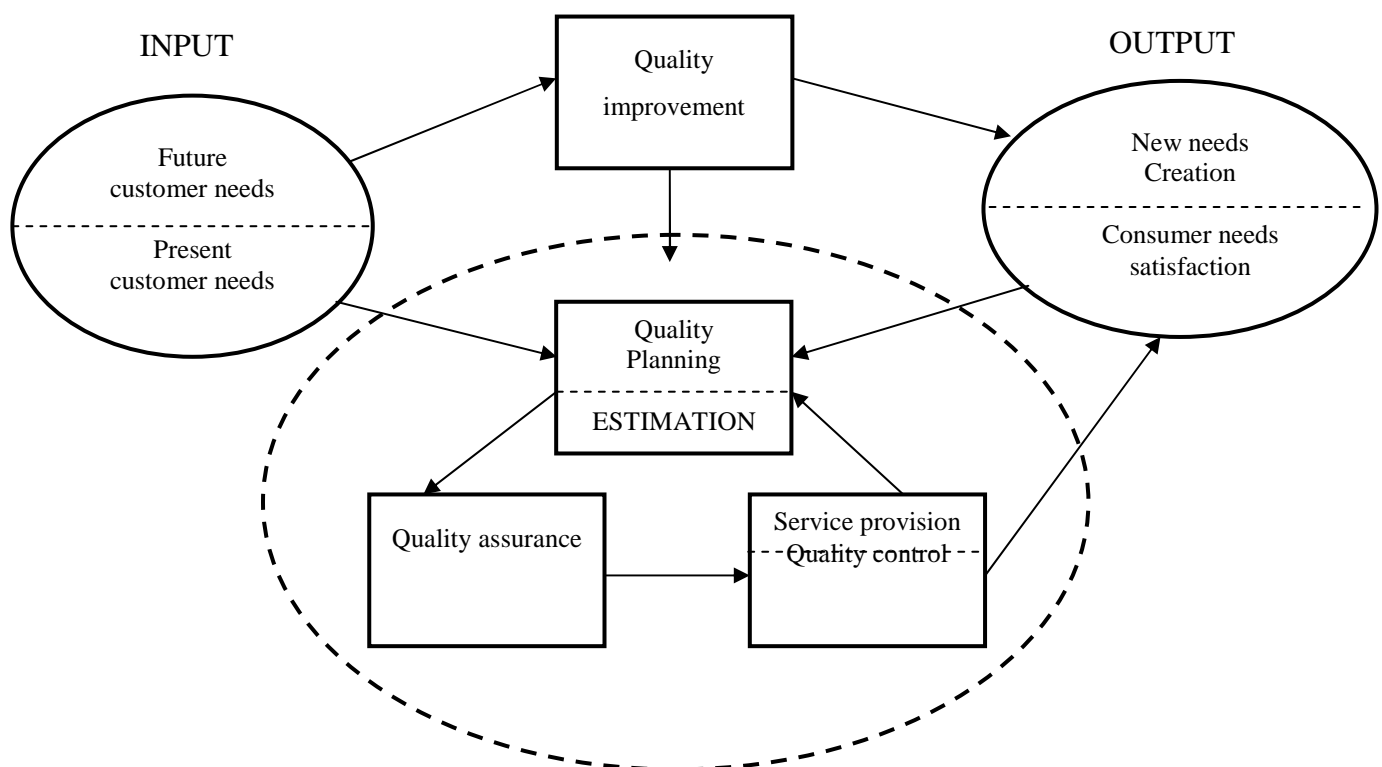 INPUT
Quality
improvement
OUTPUT
Future
customer needs
Present
customer needs
New needs
Creation
Consumer needs
satisfaction
Quality
Planning
ESTIMATION
Quality assurance
Service provision
Quality control